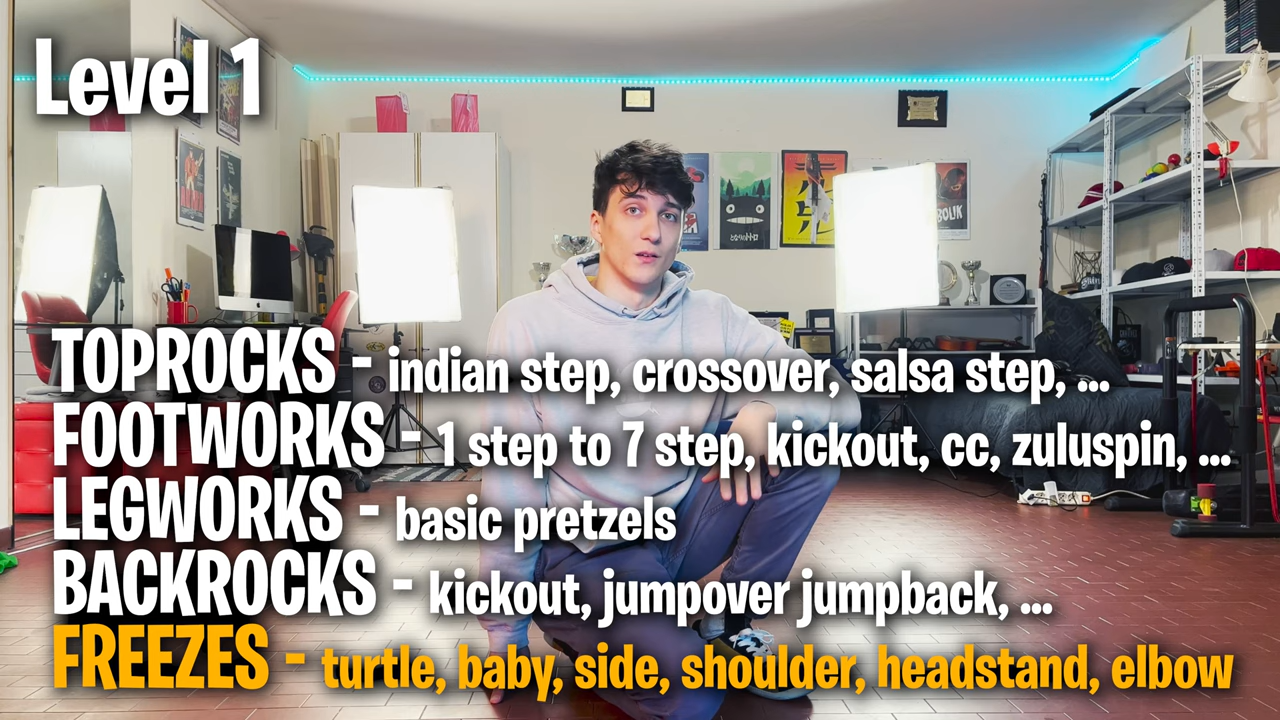 Level 1
TOPROCKS - indian step, crossover, salsa step, ...
FOOTWORKS - 1 step to 7 step, kickout, cc, zuluspin, ...
LEGWORKS - basic pretzels
BACKROCKS - kickout, jumpover jumpback, ...
FREEZES - turtle, baby, side, shoulder, headstand, elbow